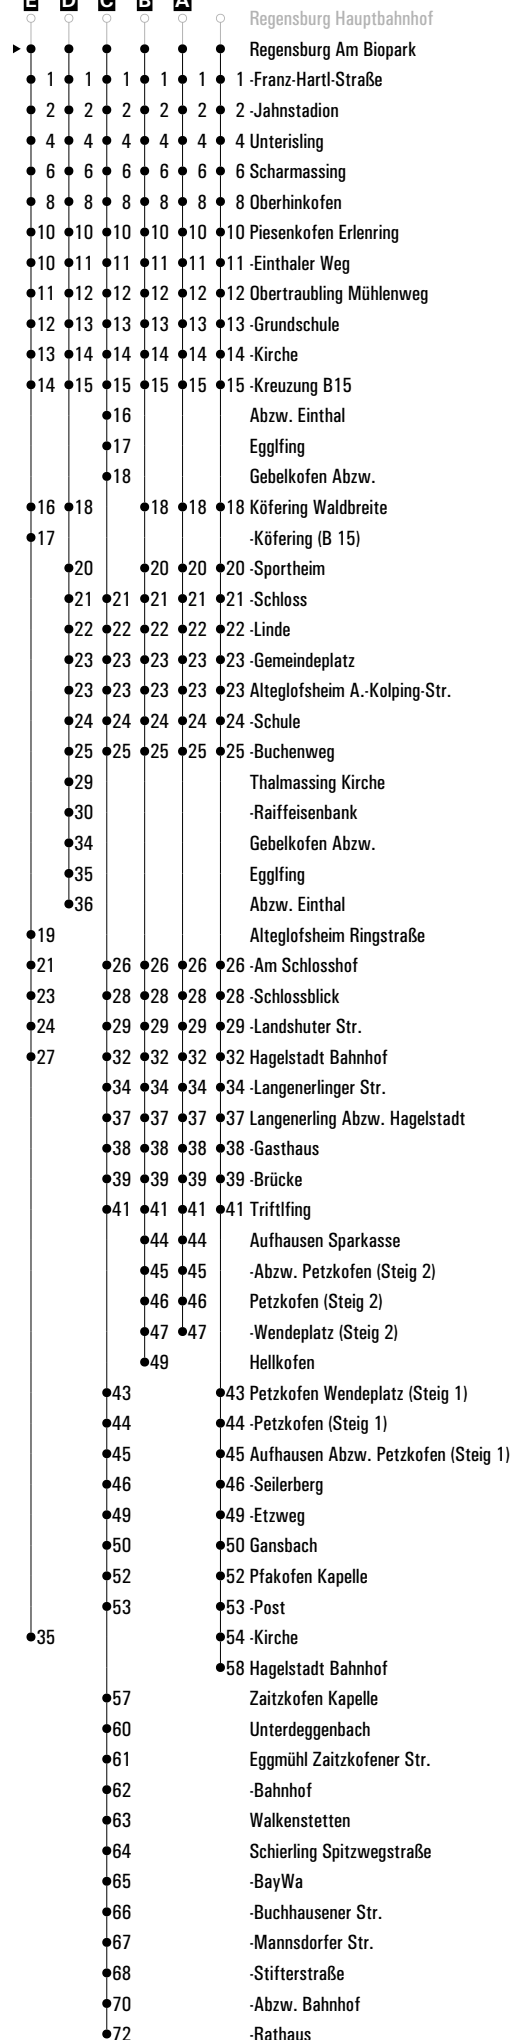 E D C B A
Regensburg Hauptbahnhof
Regensburg Am Biopark
1 1 1 1 1 1 -Franz-Hartl-Straße
2 2 2 2 2 2 -Jahnstadion
4 4 4 4 4 4 Unterisling
6 6 6 6 6 6 Scharmassing
8 8 8 8 8 8 Oberhinkofen
10 10 10 10 10 10 Piesenkofen Erlenring
10 11 11 11 11 11 -Einthaler Weg
11 12 12 12 12 12 Obertraubling Mühlenweg
12 13 13 13 13 13 -Grundschule
13 14 14 14 14 14 -Kirche
14 15 15 15 15 15 -Kreuzung B15
16 Abzw. Einthal
17 Egglfing
18 Gebelkofen Abzw.
16 18 18 18 18 Köfering Waldbreite
17 -Köfering (B 15)
20 20 20 20 -Sportheim
21 21 21 21 21 -Schloss
22 22 22 22 22 -Linde
23 23 23 23 23 -Gemeindeplatz
23 23 23 23 23 Alteglofsheim A.-Kolping-Str.
24 24 24 24 24 -Schule
25 25 25 25 25 -Buchenweg
29 Thalmassing Kirche
30 -Raiffeisenbank
34 Gebelkofen Abzw.
35 Egglfing
36 Abzw. Einthal
19 Alteglofsheim Ringstraße
21 26 26 26 26 -Am Schlosshof
23 28 28 28 28 -Schlossblick
24 29 29 29 29 -Landshuter Str.
27 32 32 32 32 Hagelstadt Bahnhof
34 34 34 34 -Langenerlinger Str.
37 37 37 37 Langenerling Abzw. Hagelstadt
38 38 38 38 -Gasthaus
39 39 39 39 -Brücke
41 41 41 41 Triftlfing
44 44 Aufhausen Sparkasse
45 45 -Abzw. Petzkofen (Steig 2)
46 46 Petzkofen (Steig 2)
47 47 -Wendeplatz (Steig 2)
49 Hellkofen
43 43 Petzkofen Wendeplatz (Steig 1)
44 44 -Petzkofen (Steig 1)
45 45 Aufhausen Abzw. Petzkofen (Steig 1)
46 46 -Seilerberg
49 49 -Etzweg
50 50 Gansbach
52 52 Pfakofen Kapelle
53 53 -Post
35 54 -Kirche
58 Hagelstadt Bahnhof
57 Zaitzkofen Kapelle
60 Unterdeggenbach
61 Eggmühl Zaitzkofener Str.
62 -Bahnhof
63 Walkenstetten
64 Schierling Spitzwegstraße
65 -BayWa
66 -Buchhausener Str.
67 -Mannsdorfer Str.
68 -Stifterstraße
70 -Abzw. Bahnhof
72 -Rathaus